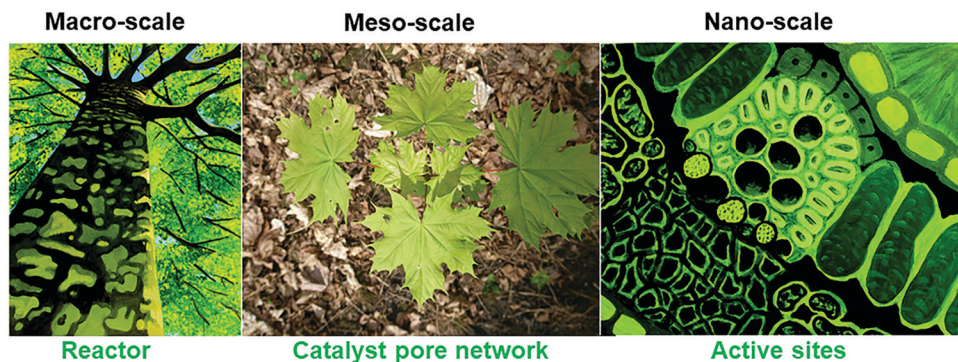 Macro-scale
Meso-scale
Nano-scale
Reactor
Catalyst pore network
Active sites